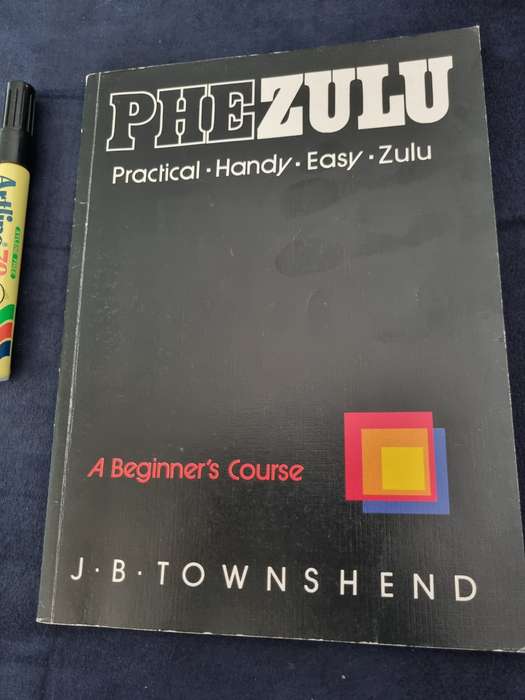 PHEZULU
Practical · Handy · Easy · Zulu
A Beginner's Course
J · B · TOWNSHEND
Artline 70